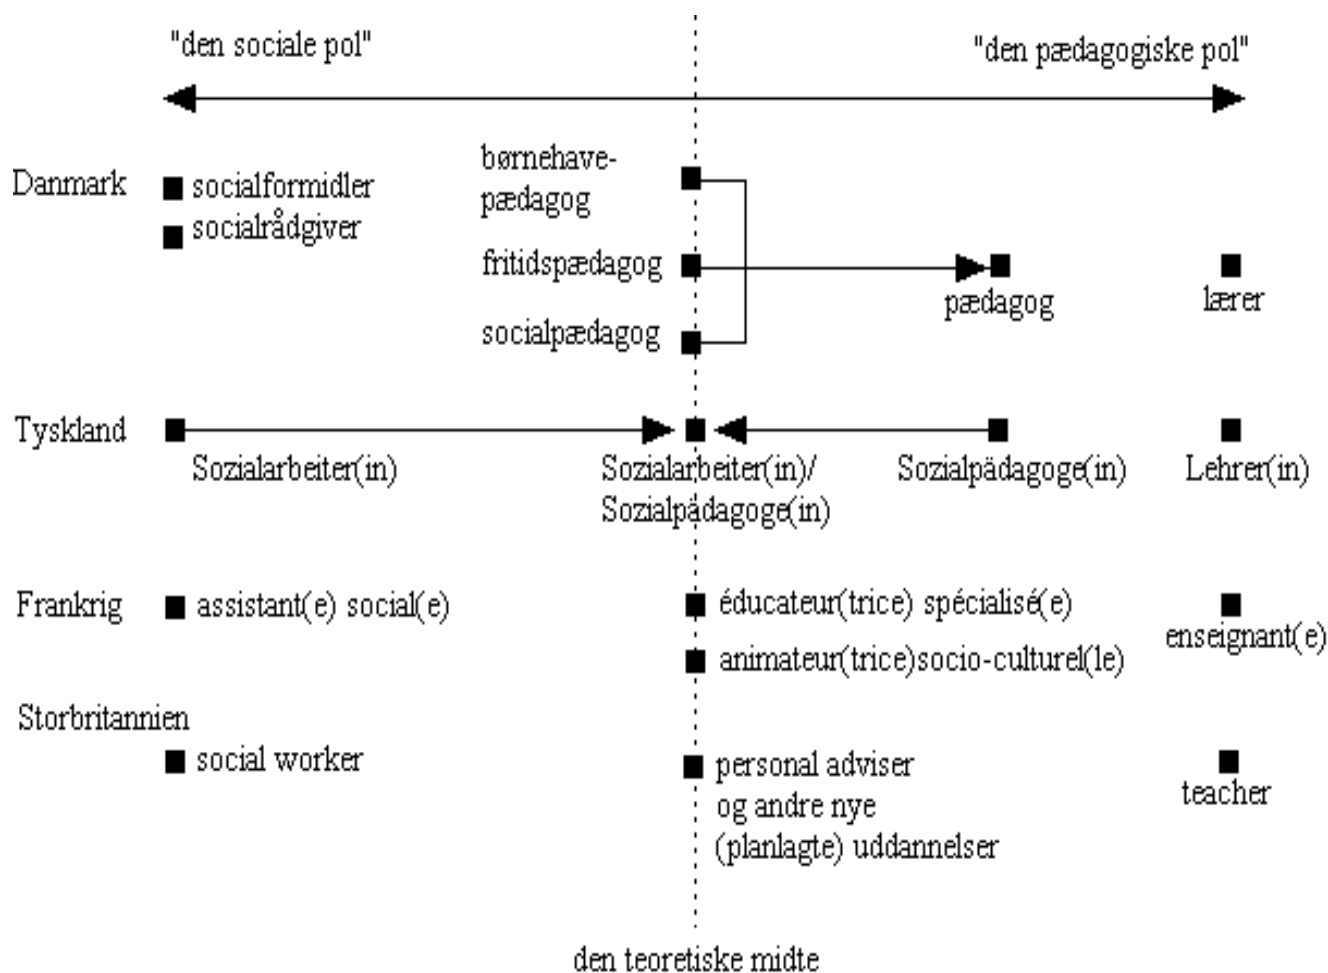 "den sociale pol"
"den pædagogiske pol"
Danmark
socialformidler
socialrådgiver
børnehave-
pædagog
fritidspædagog
socialpædagog
pædagog
lærer
Tyskland
Sozialarbeiter(in)
Sozialarbeiter(in)/
Sozialpädagoge(in)
Sozialpädagoge(in)
Lehrer(in)
Frankrig
assistant(e) social(e)
éducateur(trice) spécialisé(e)
animateur(trice)socio-culturel(le)
enseignant(e)
Storbritannien
social worker
personal adviser
og andre nye
(planlagte) uddannelser
teacher
den teoretiske midte